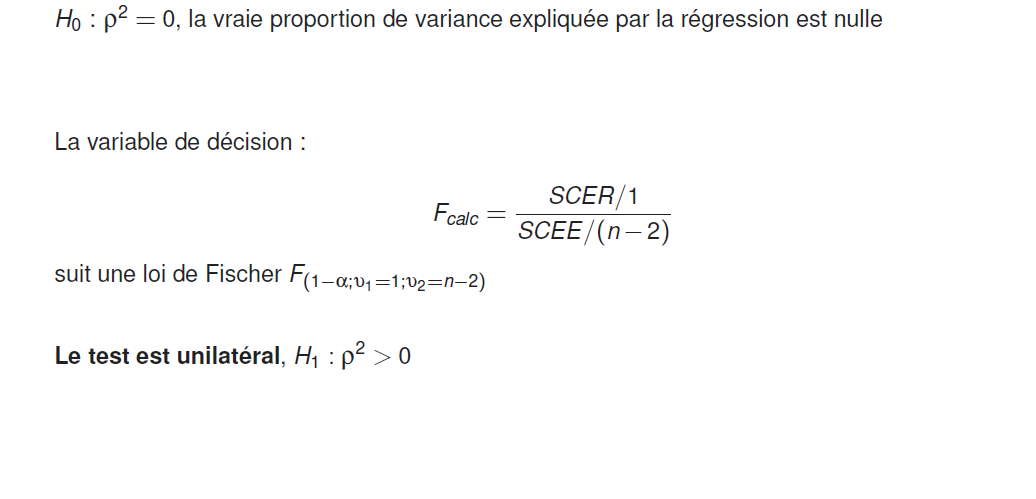 H₀ : ρ² = 0, la vraie proportion de variance expliquée par la régression est nulle
La variable de décision :
F_calc = (SCER/1) / (SCEE/(n−2))
suit une loi de Fischer F_(1−α;υ₁=1;υ₂=n−2)
Le test est unilatéral, H₁ : ρ² > 0